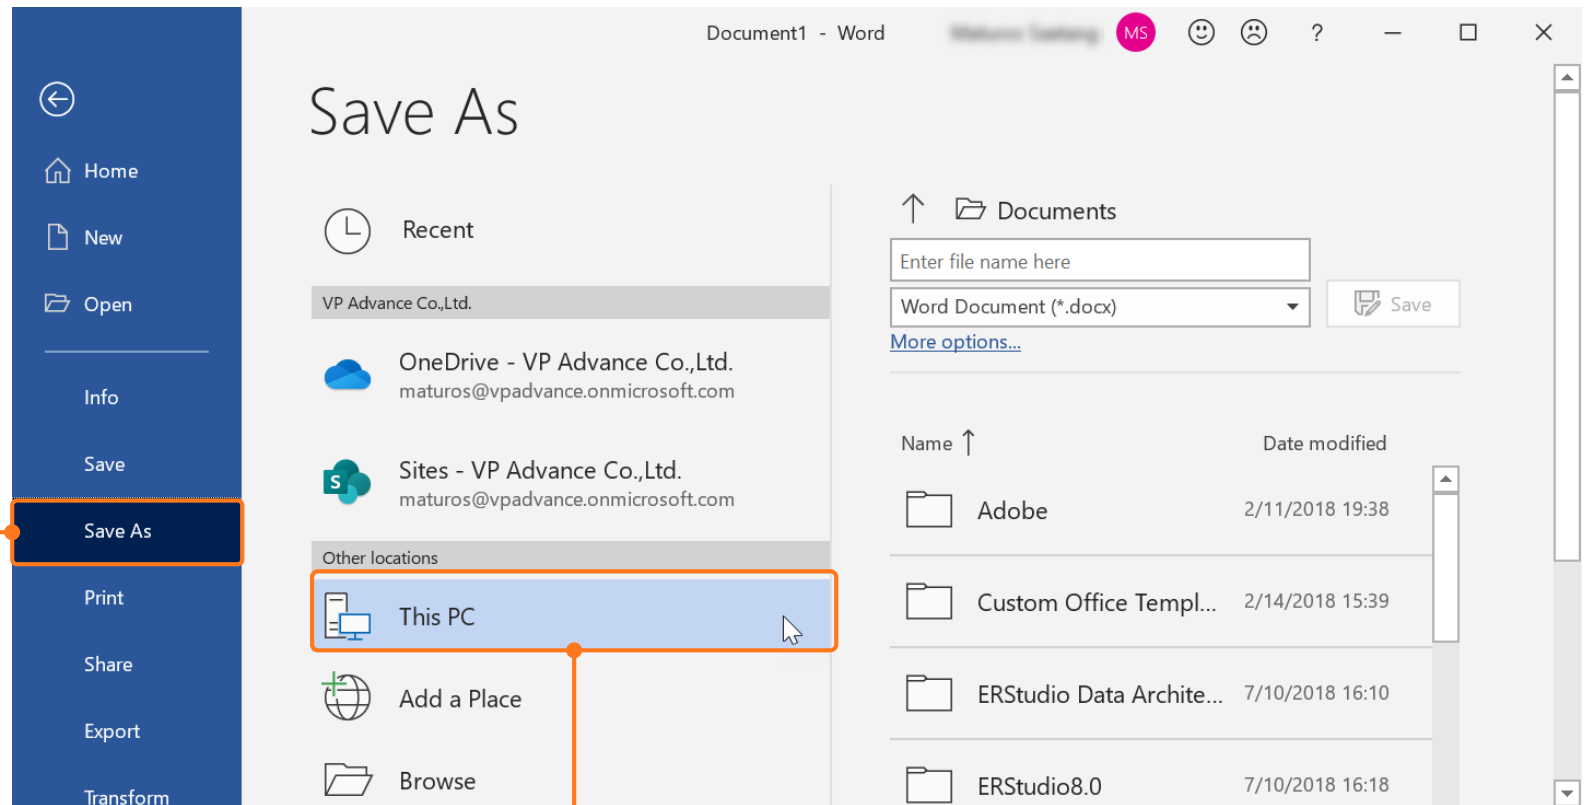 Document1 - Word
MS
?
Save As
Home
New
Open
Info
Save
Save As
Print
Share
Export
Transform
Recent
VP Advance Co.,Ltd.
OneDrive - VP Advance Co.,Ltd.
maturos@vpadvance.onmicrosoft.com
S
Sites - VP Advance Co.,Ltd.
maturos@vpadvance.onmicrosoft.com
Other locations
This PC
Add a Place
Browse
Documents
Enter file name here
Word Document (*.docx)
Save
More options...
Name Date modified
Adobe 2/11/2018 19:38
Custom Office Templ... 2/14/2018 15:39
ERStudio Data Archite... 7/10/2018 16:10
ERStudio8.0 7/10/2018 16:18